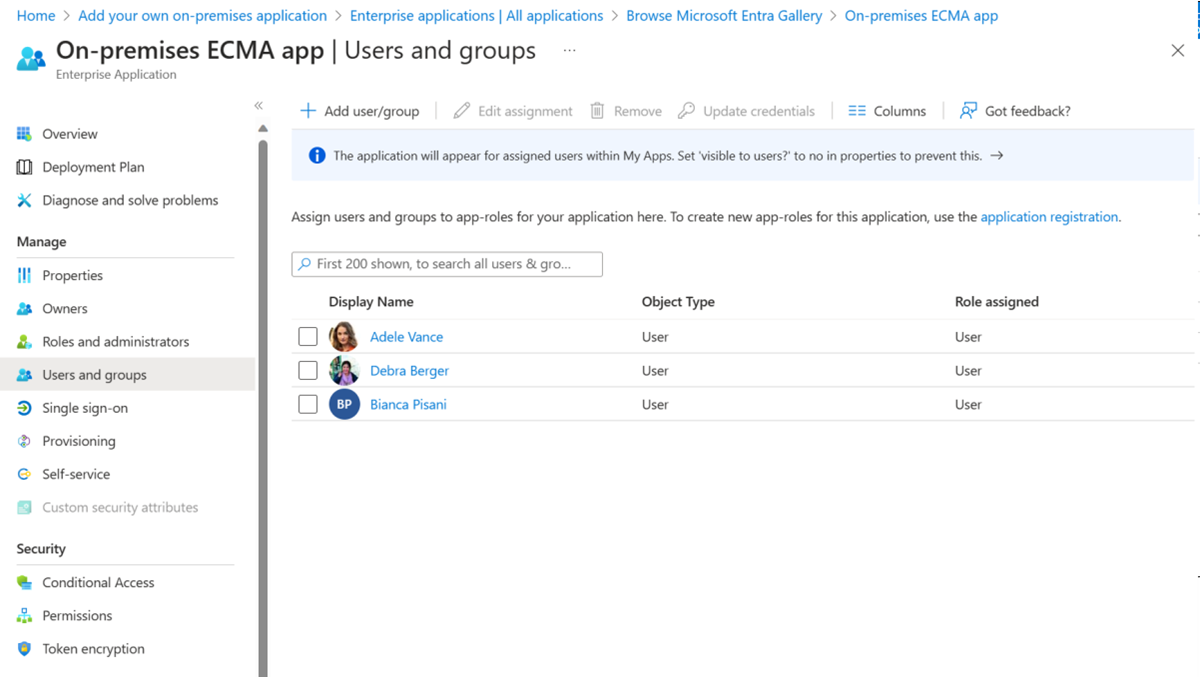 Home > Add your own on-premises application > Enterprise applications | All applications > Browse Microsoft Entra Gallery > On-premises ECMA app
On-premises ECMA app | Users and groups ...
Enterprise Application
Overview
Deployment Plan
Diagnose and solve problems
Manage
Properties
Owners
Roles and administrators
Users and groups
Single sign-on
Provisioning
Self-service
Custom security attributes
Security
Conditional Access
Permissions
Token encryption
Add user/group | Edit assignment Remove Update credentials | Columns | Got feedback?
The application will appear for assigned users within My Apps. Set 'visible to users?' to no in properties to prevent this. →
Assign users and groups to app-roles for your application here. To create new app-roles for this application, use the application registration.
First 200 shown, to search all users & gro...
Display Name Object Type Role assigned
Adele Vance User User
Debra Berger User User
BP Bianca Pisani User User